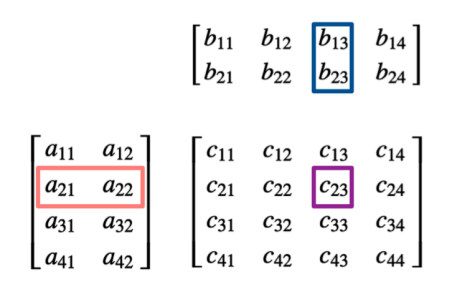 b₁₁ b₁₂ b₁₃ b₁₄
b₂₁ b₂₂ b₂₃ b₂₄
a₁₁ a₁₂ c₁₁ c₁₂ c₁₃ c₁₄
a₂₁ a₂₂ c₂₁ c₂₂ c₂₃ c₂₄
a₃₁ a₃₂ c₃₁ c₃₂ c₃₃ c₃₄
a₄₁ a₄₂ c₄₁ c₄₂ c₄₃ c₄₄